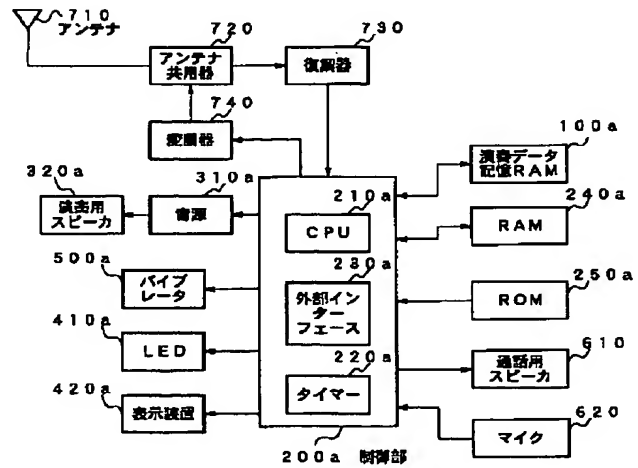 710
アンテナ
720
アンテナ
共用器
730
復調器
740
変調器
100a
演奏データ
記憶RAM
320a
演奏用
スピーカ
310a
音源
210a
CPU
240a
RAM
500a
バイブ
レータ
230a
外部インターフェース
250a
ROM
410a
LED
220a
タイマー
610
通話用
スピーカ
420a
表示装置
200a 制御部
620
マイク